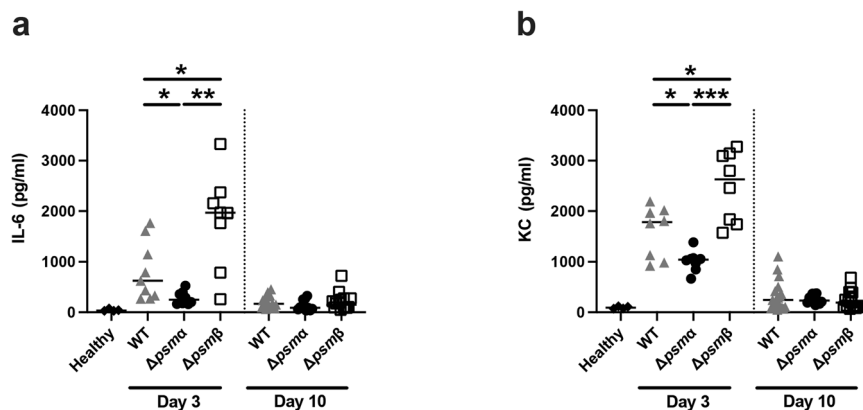 a
*
* **
4000
3000
2000
1000
0
IL-6 (pg/ml)
Healthy
WT
Δpsmα
Δpsmβ
WT
Δpsmα
Δpsmβ
Day 3
Day 10
b
*
* ***
4000
3000
2000
1000
0
KC (pg/ml)
Healthy
WT
Δpsmα
Δpsmβ
WT
Δpsmα
Δpsmβ
Day 3
Day 10